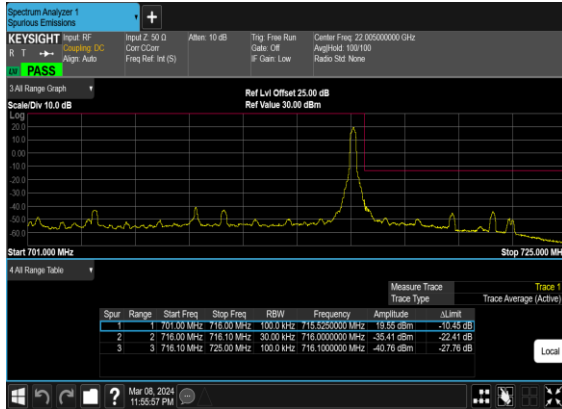 Spectrum Analyzer 1
Spurious Emissions
+
KEYSIGHT Input: RF Input Z: 50 Ω Atten: 10 dB Trig: Free Run Center Freq: 22.005000000 GHz
R T Coupling: DC Corr CCorr Gate: Off Avg|Hold: 100/100
Align: Auto Freq Ref: Int (S) IF Gain: Low Radio Std: None
PASS
3 All Range Graph
Ref Lvl Offset 25.00 dB
Scale/Div 10.0 dB Ref Value 30.00 dBm
Log
20.0
10.0
0.00
-10.0
-20.0
-30.0
-40.0
-50.0
-60.0
Start 701.000 MHz Stop 725.000 MH
4 All Range Table
Measure Trace Trace 1
Trace Type Trace Average (Active)
Spur Range Start Freq Stop Freq RBW Frequency Amplitude ΔLimit
1 1 701.00 MHz 716.00 MHz 100.0 kHz 715.5250000 MHz 19.55 dBm -10.45 dB
2 2 716.00 MHz 716.10 MHz 30.00 kHz 716.0000000 MHz -35.41 dBm -22.41 dB
3 3 716.10 MHz 725.00 MHz 100.0 kHz 716.1000000 MHz -40.76 dBm -27.76 dB
Local
? Mar 08, 2024
11:55:57 PM